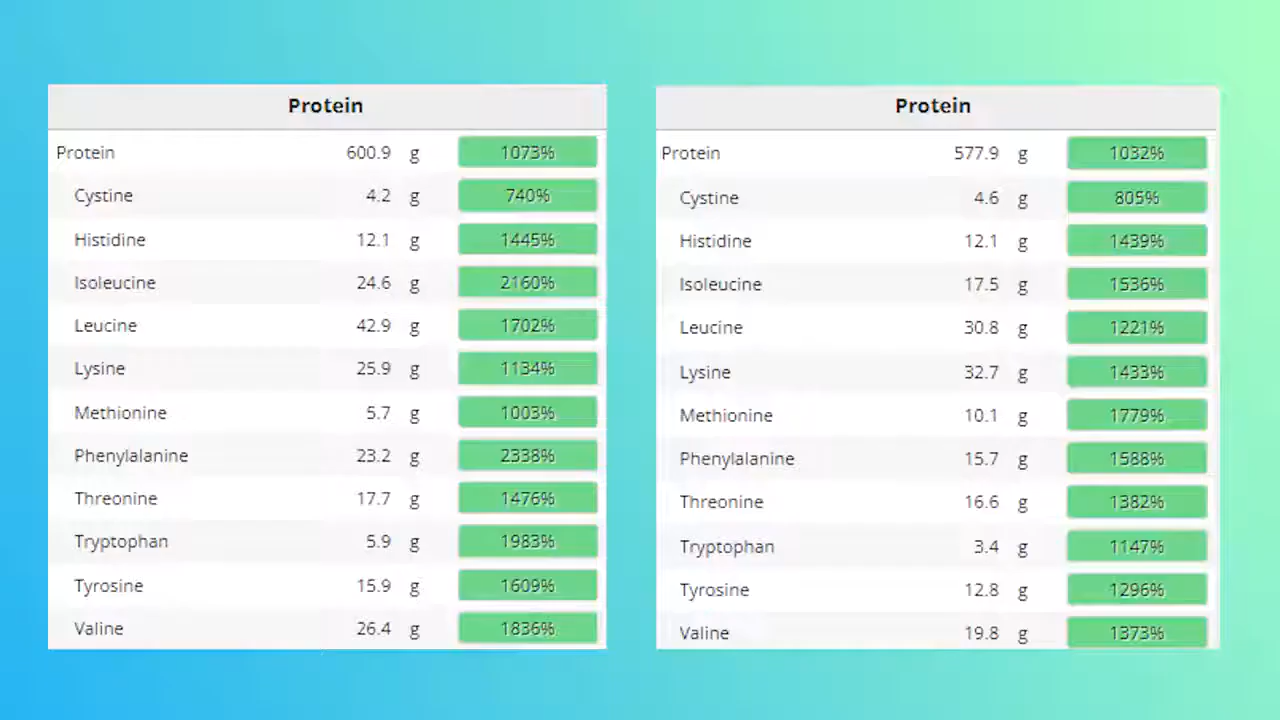 Protein
Protein 600.9 g 1073%
Cystine 4.2 g 740%
Histidine 12.1 g 1445%
Isoleucine 24.6 g 2160%
Leucine 42.9 g 1702%
Lysine 25.9 g 1134%
Methionine 5.7 g 1003%
Phenylalanine 23.2 g 2338%
Threonine 17.7 g 1476%
Tryptophan 5.9 g 1983%
Tyrosine 15.9 g 1609%
Valine 26.4 g 1836%
Protein
Protein 577.9 g 1032%
Cystine 4.6 g 805%
Histidine 12.1 g 1439%
Isoleucine 17.5 g 1536%
Leucine 30.8 g 1221%
Lysine 32.7 g 1433%
Methionine 10.1 g 1779%
Phenylalanine 15.7 g 1588%
Threonine 16.6 g 1382%
Tryptophan 3.4 g 1147%
Tyrosine 12.8 g 1296%
Valine 19.8 g 1373%